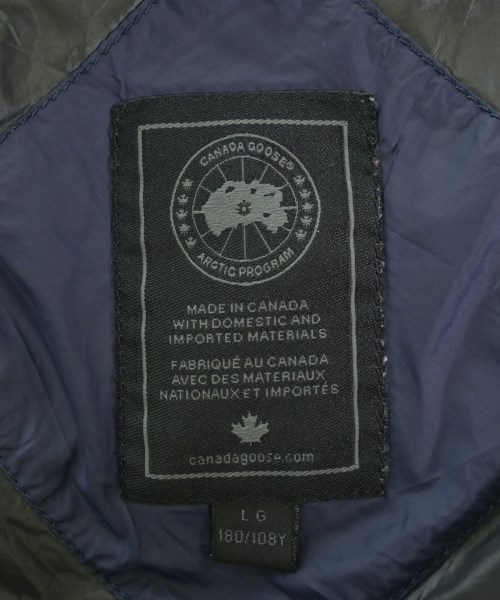 CANADA GOOSE®
ARCTIC PROGRAM
MADE IN CANADA
WITH DOMESTIC AND
IMPORTED MATERIALS
FABRIQUÉ AU CANADA
AVEC DES MATERIAUX
NATIONAUX ET IMPORTÉS
canadagoose.com
LG
180/108Y